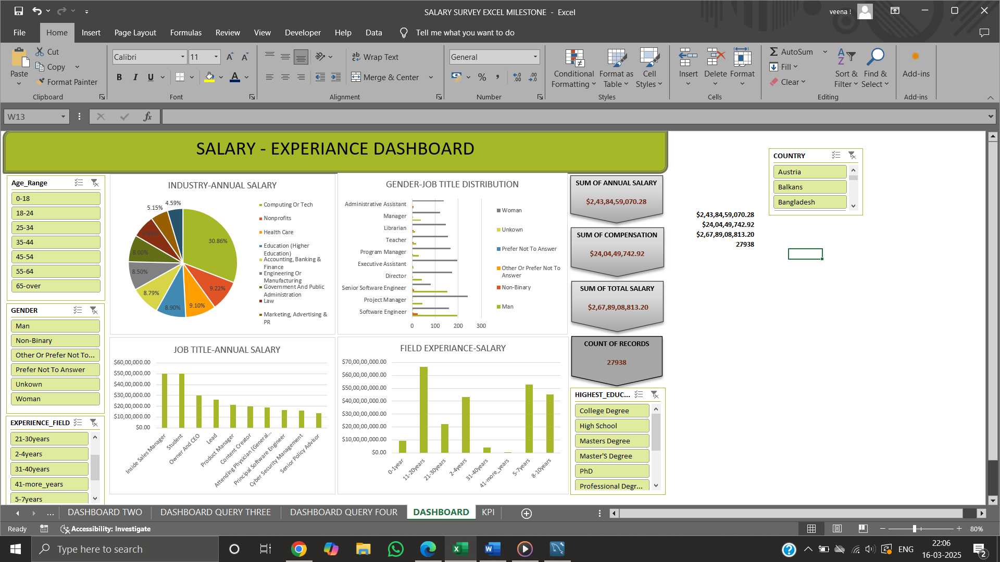 SALARY SURVEY EXCEL MILESTONE - Excel
veena !
File Home Insert Page Layout Formulas Review View Developer Help Data Tell me what you want to do
Paste
Cut
Copy
Format Painter
Clipboard
Calibri 11
B I U
Font
ab Wrap Text
Merge & Center
Alignment
General
% ,
Number
Conditional Formatting
Format as Table
Cell Styles
Styles
Insert Delete Format
Cells
AutoSum
Fill
Clear
Sort & Filter
Find & Select
Editing
Add-ins
Add-ins
W13
fx
SALARY - EXPERIANCE DASHBOARD
Age_Range
0-18
18-24
25-34
35-44
45-54
55-64
65-over
GENDER
Man
Non-Binary
Other Or Prefer Not To...
Prefer Not To Answer
Unkown
Woman
EXPERIENCE_FIELD
21-30years
2-4years
31-40years
41-more_years
5-7years
INDUSTRY-ANNUAL SALARY
4.59%
5.15%
30.86%
8.00%
8.50%
9.22%
8.79%
8.90%
9.10%
Computing Or Tech
Nonprofits
Health Care
Education (Higher
Education)
Accounting, Banking &
Finance
Engineering Or
Manufacturing
Government And Public
Administration
Law
Marketing, Advertising &
PR
GENDER-JOB TITLE DISTRIBUTION
Administrative Assistant
Manager
Librarian
Teacher
Program Manager
Executive Assistant
Director
Senior Software Engineer
Project Manager
Software Engineer
0 100 200 300
Woman
Unkown
Prefer Not To Answer
Other Or Prefer Not To
Answer
Non-Binary
Man
JOB TITLE-ANNUAL SALARY
$60,00,000.00
$50,00,000.00
$40,00,000.00
$30,00,000.00
$20,00,000.00
$10,00,000.00
$0.00
Inside Sales Manager
Student
Owner And CEO
Lead
Product Manager
Content Creator
Attending Physician (General...
Principal Software Engineer
Cyber Security Management
Senior Policy Advisor
FIELD EXPERIANCE-SALARY
$70,00,00,000.00
$60,00,00,000.00
$50,00,00,000.00
$40,00,00,000.00
$30,00,00,000.00
$20,00,00,000.00
$10,00,00,000.00
$0.00
0-1year
11-20years
21-30years
2-4years
31-40years
41-more_years
5-7years
8-10years
SUM OF ANNUAL SALARY
$2,43,84,59,070.28
SUM OF COMPENSATION
$24,04,49,742.92
SUM OF TOTAL SALARY
$2,67,89,08,813.20
COUNT OF RECORDS
27938
HIGHEST_EDUC...
College Degree
High School
Masters Degree
Master'S Degree
PhD
Professional Degr...
$2,43,84,59,070.28
$24,04,49,742.92
$2,67,89,08,813.20
27938
COUNTRY
Austria
Balkans
Bangladesh
... DASHBOARD TWO DASHBOARD QUERY THREE DASHBOARD QUERY FOUR DASHBOARD KPI
Ready Accessibility: Investigate 80%
Type here to search
ENG
22:06
16-03-2025
2